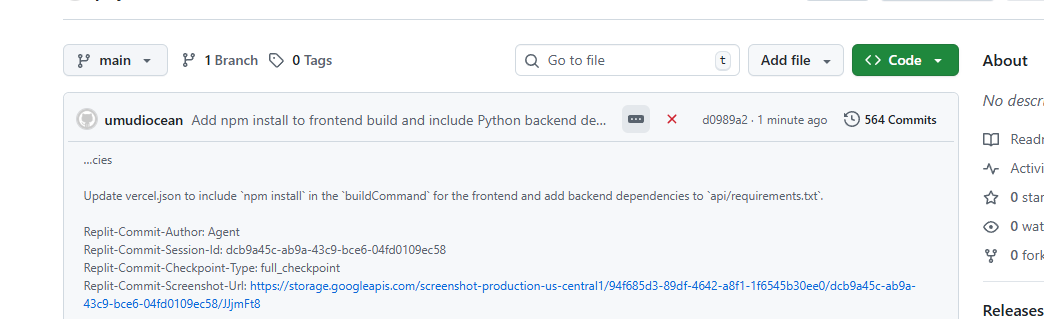 main 1 Branch 0 Tags Go to file t Add file Code About
No descr
umudiocean Add npm install to frontend build and include Python backend de... d0989a2 · 1 minute ago 564 Commits
...cies
Update vercel.json to include `npm install` in the `buildCommand` for the frontend and add backend dependencies to `api/requirements.txt`.
Replit-Commit-Author: Agent
Replit-Commit-Session-Id: dcb9a45c-ab9a-43c9-bce6-04fd0109ec58
Replit-Commit-Checkpoint-Type: full_checkpoint
Replit-Commit-Screenshot-Url: https://storage.googleapis.com/screenshot-production-us-central1/94f685d3-89df-4642-a8f1-1f6545b30ee0/dcb9a45c-ab9a-
43c9-bce6-04fd0109ec58/JJjmFt8
Readr
Activi
0 star
0 wat
0 fork
Releases